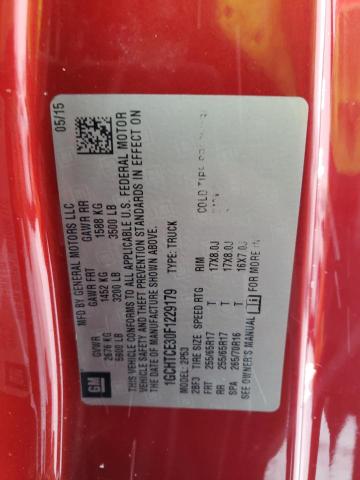 GM
MFD BY GENERAL MOTORS LLC 05/15
GVWR GAWR FRT GAWR RR
2676 KG 1452 KG 1588 KG
5900 LB 3200 LB 3500 LB
THIS VEHICLE CONFORMS TO ALL APPLICABLE U.S. FEDERAL MOTOR
VEHICLE SAFETY AND THEFT PREVENTION STANDARDS IN EFFECT ON
THE DATE OF MANUFACTURE SHOWN ABOVE.
1GCHTCE30F1229179 TYPE: TRUCK
MODEL: 2P53
2BF3 TIRE SIZE SPEED RTG RIM COLD TIRE
FRT 255/65R17 T 17X8.0J
RR 255/65R17 T 17X8.0J
SPA 265/70R16 T 16X7.0J
SEE OWNER'S MANUAL FOR MORE